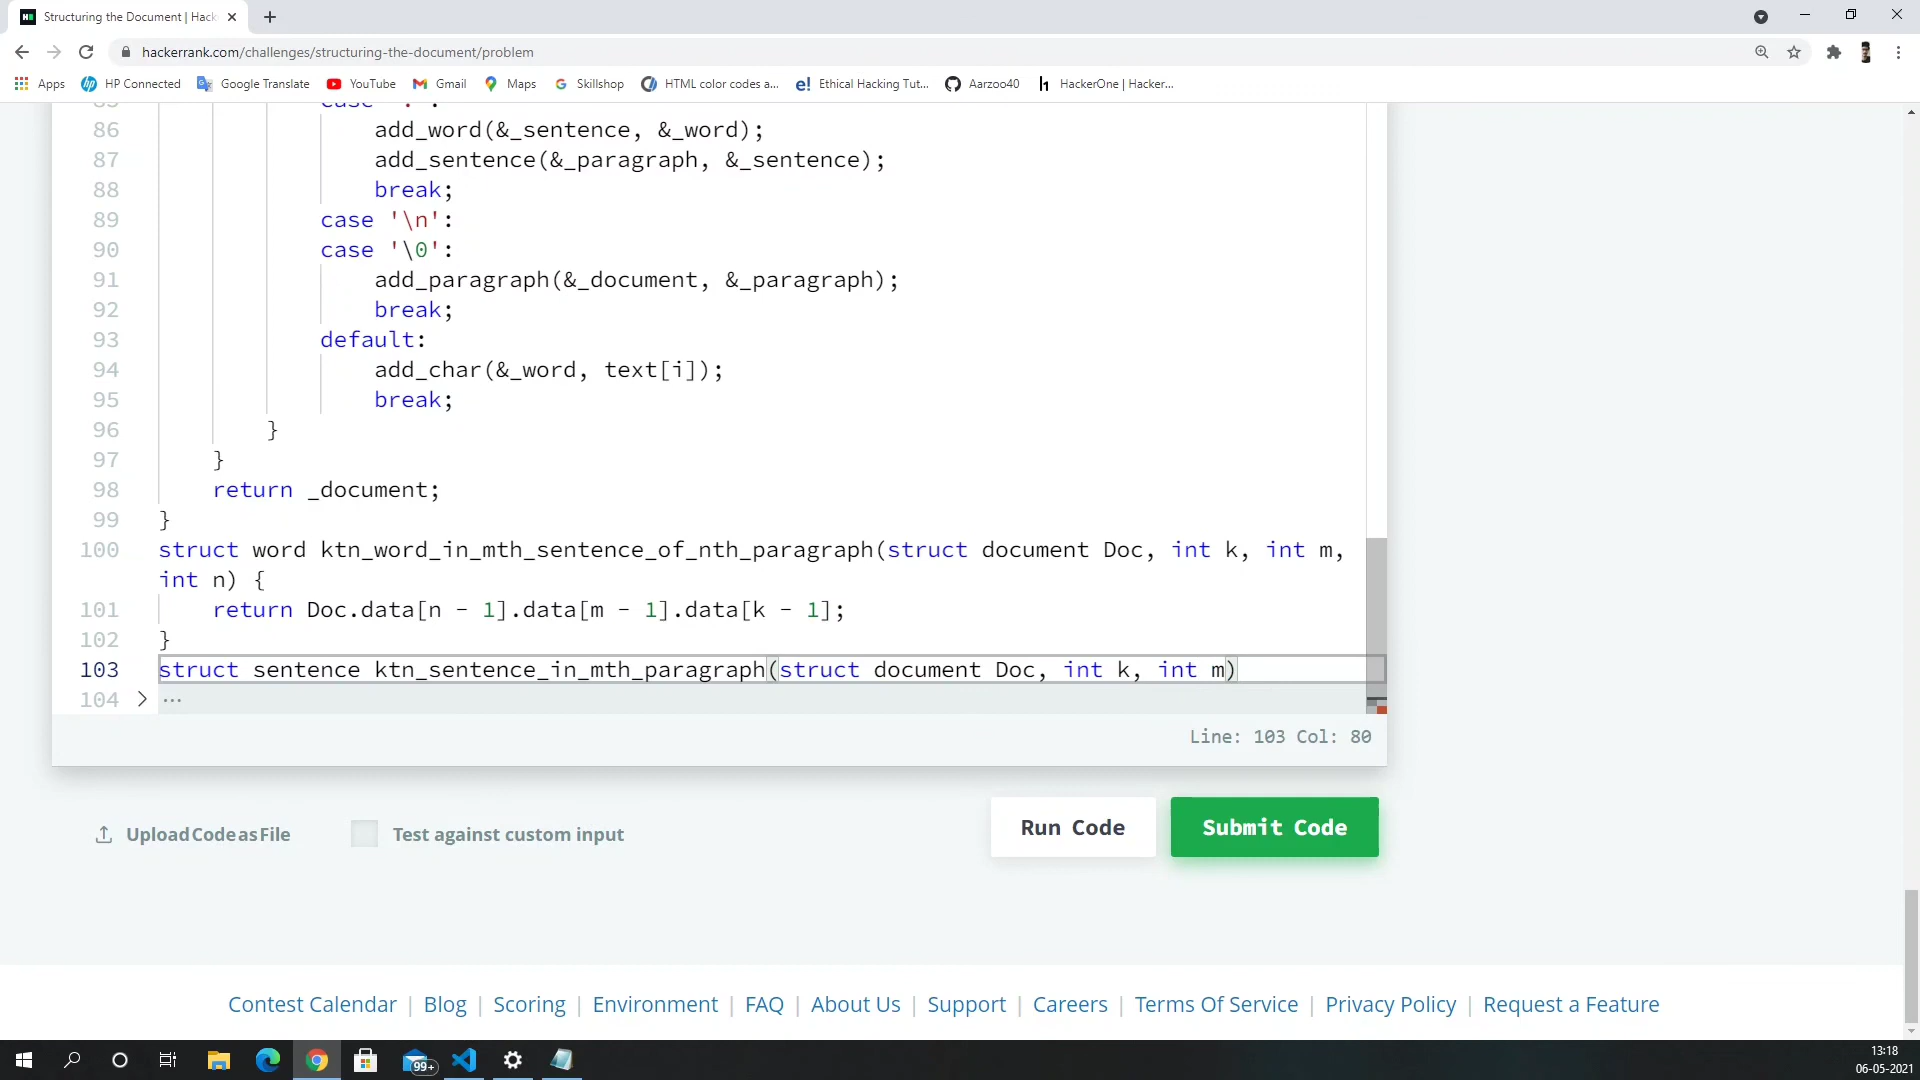 Structuring the Document | Hack
hackerrank.com/challenges/structuring-the-document/problem
Apps HP Connected Google Translate YouTube Gmail Maps Skillshop HTML color codes a... Ethical Hacking Tut... Aarzoo40 HackerOne | Hacker...
85 case '.':
86 add_word(&_sentence, &_word);
87 add_sentence(&_paragraph, &_sentence);
88 break;
89 case '\n':
90 case '\0':
91 add_paragraph(&_document, &_paragraph);
92 break;
93 default:
94 add_char(&_word, text[i]);
95 break;
96 }
97 }
98 return _document;
99 }
100 struct word ktn_word_in_mth_sentence_of_nth_paragraph(struct document Doc, int k, int m,
int n) {
101 return Doc.data[n - 1].data[m - 1].data[k - 1];
102 }
103 struct sentence ktn_sentence_in_mth_paragraph(struct document Doc, int k, int m)
104 ...
Line: 103 Col: 80
Upload Code as File Test against custom input Run Code Submit Code
Contest Calendar | Blog | Scoring | Environment | FAQ | About Us | Support | Careers | Terms Of Service | Privacy Policy | Request a Feature
99+
13:18
06-05-2021